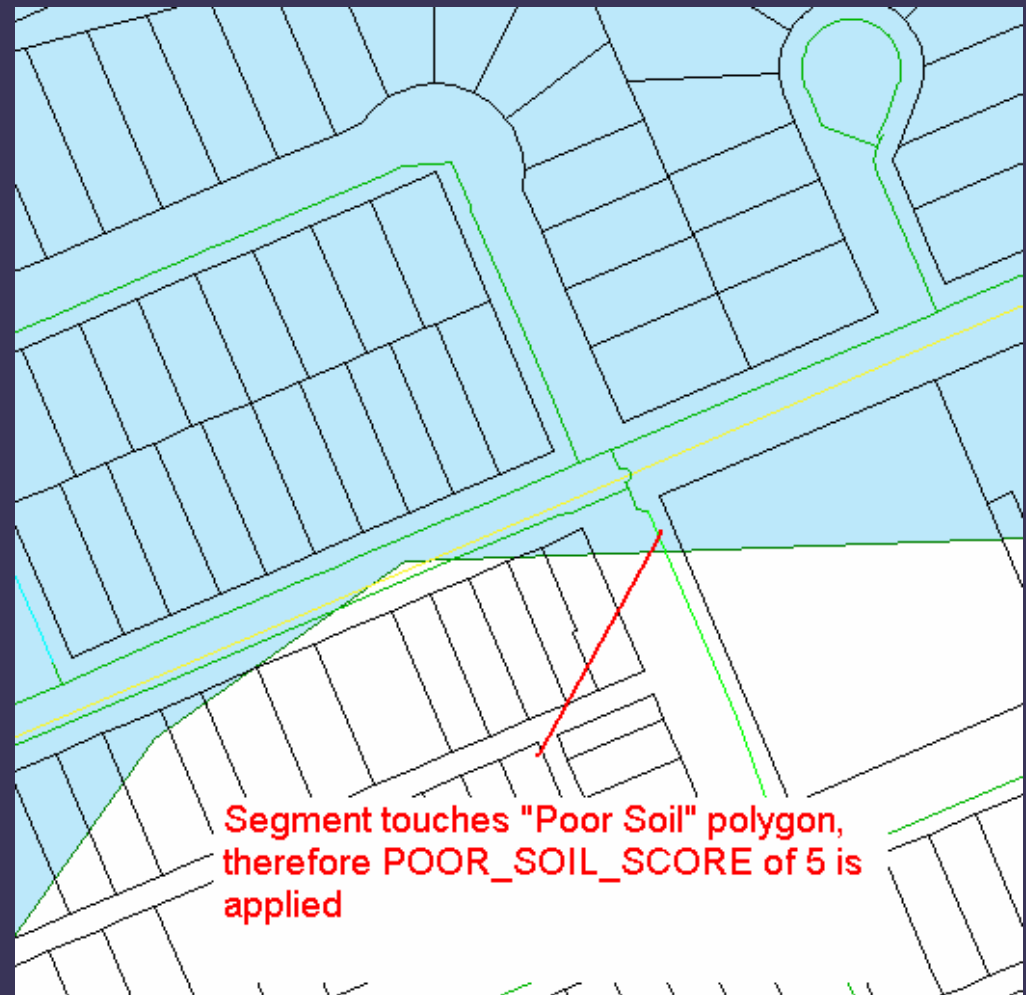 Segment touches "Poor Soil" polygon,
therefore POOR_SOIL_SCORE of 5 is
applied